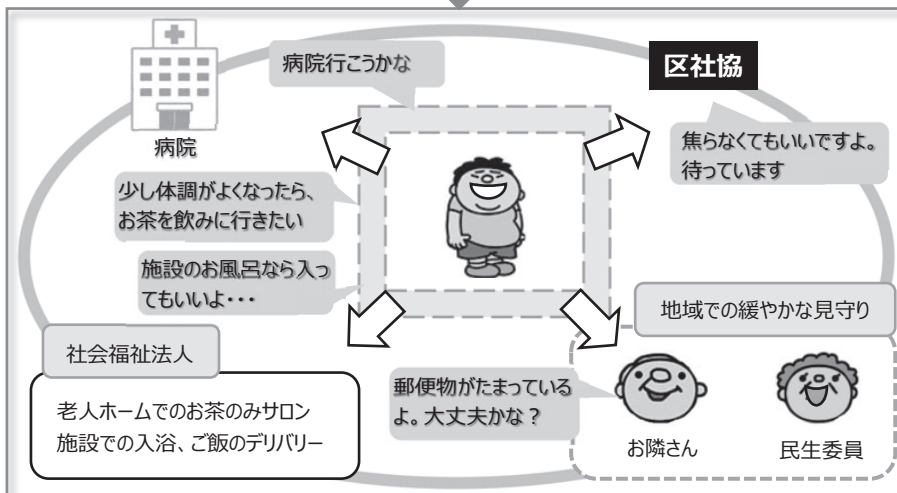 病院行こうかな
区社協
病院
焦らなくてもいいですよ。
待っています
少し体調がよくなったら、
お茶を飲みに行きたい
施設のお風呂なら入っ
てもいいよ・・・
地域での緩やかな見守り
社会福祉法人
老人ホームでのお茶のみサロン
施設での入浴、ご飯のデリバリー
郵便物がたまっている
よ。大丈夫かな？
お隣さん
民生委員